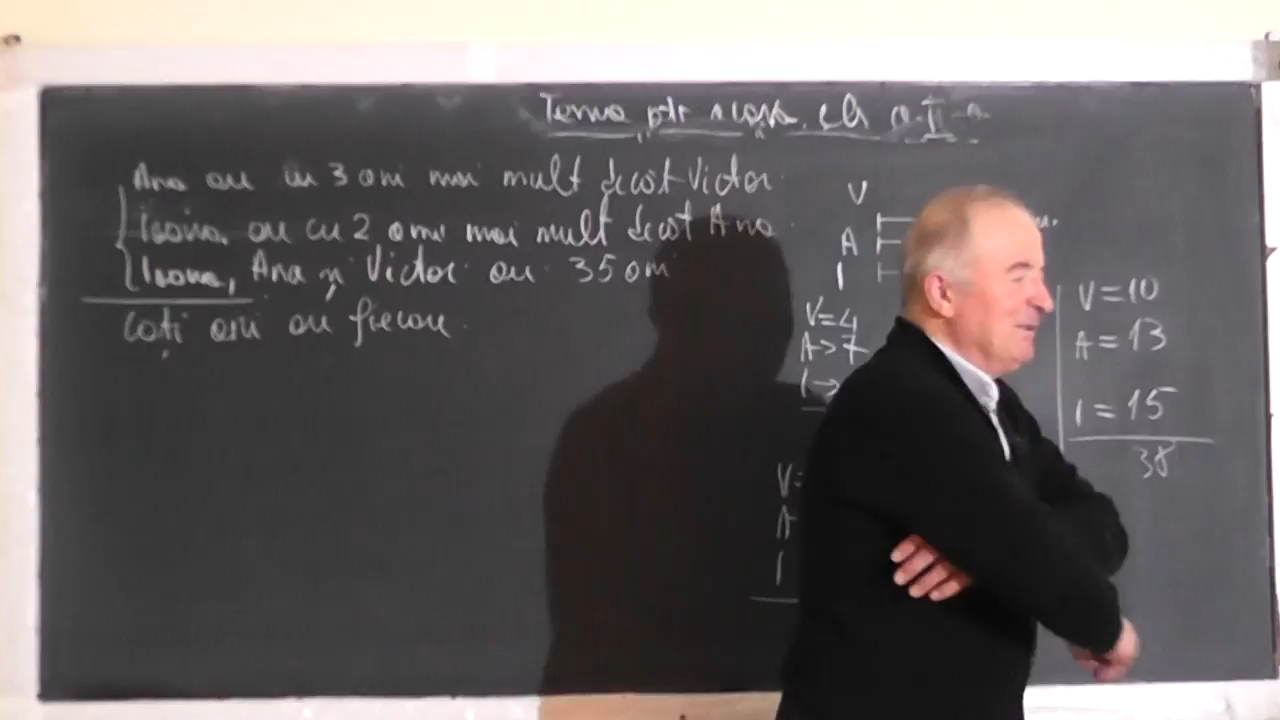 Tema ptr acasă. cls a II-a
Ana are cu 3 ani mai mult decât Victor.
Ioana are cu 2 ani mai mult decât Ana.
Ioana, Ana și Victor au 35 ani
Câți ani are fiecare.
V
A
I
V=4
A→7
I→
V=
A
I
V=10
A=13
I=15
38